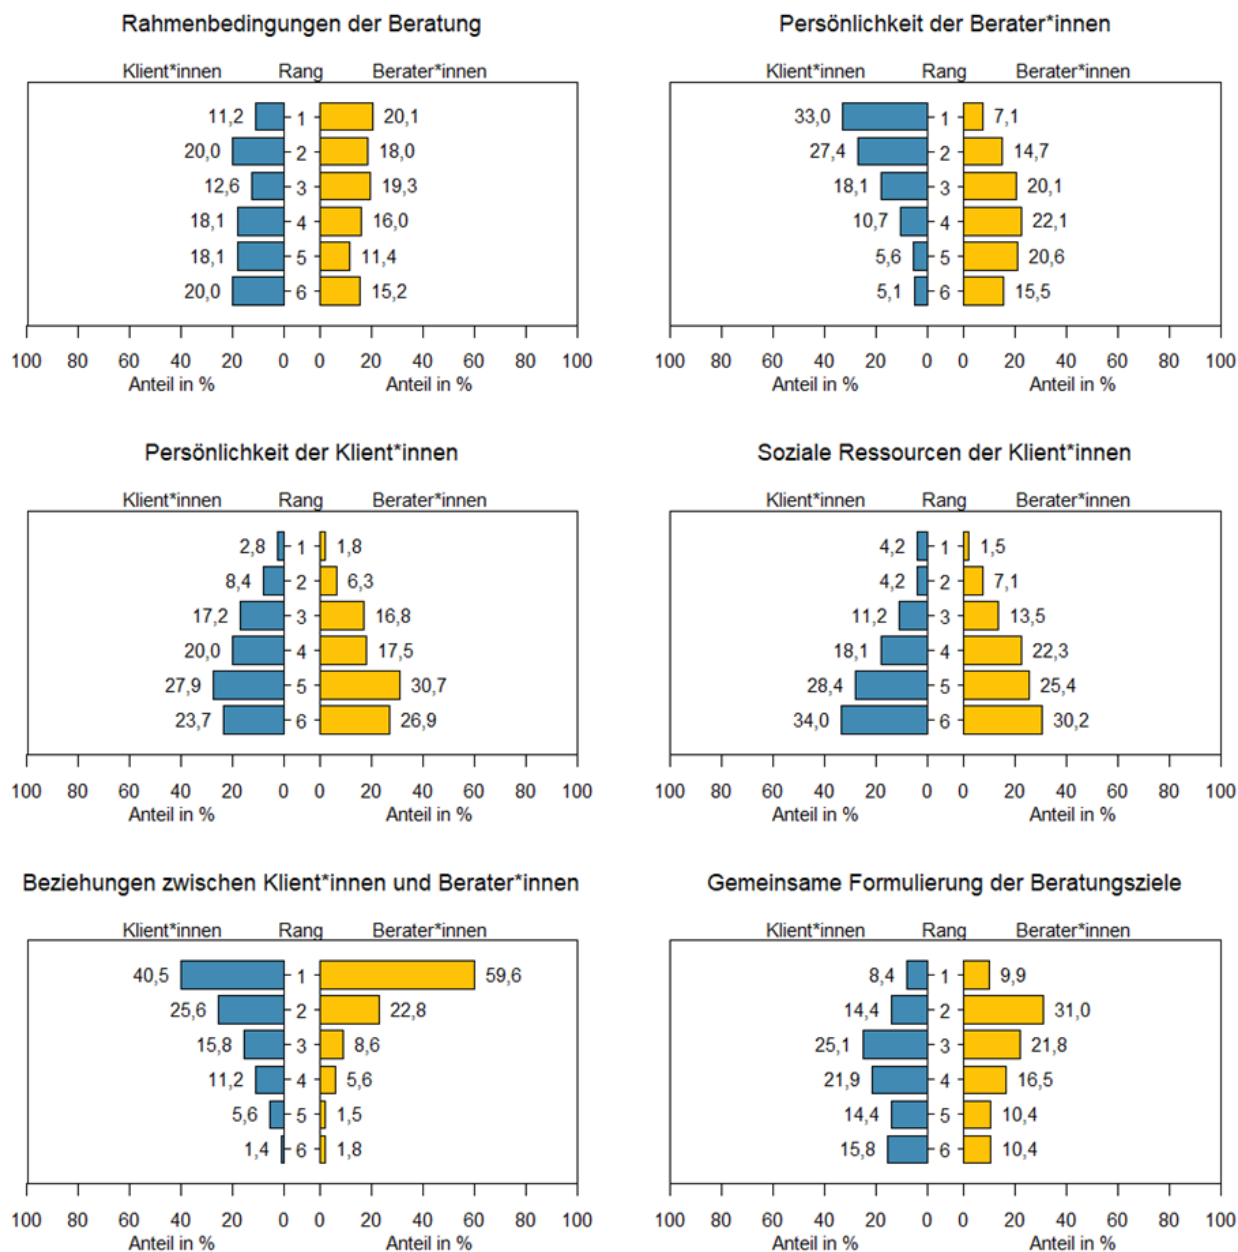 Rahmenbedingungen der Beratung
Klient*innen Rang Berater*innen
11,2 1 20,1
20,0 2 18,0
12,6 3 19,3
18,1 4 16,0
18,1 5 11,4
20,0 6 15,2
100 80 60 40 20 0 0 20 40 60 80 100
Anteil in % Anteil in %
Persönlichkeit der Berater*innen
Klient*innen Rang Berater*innen
33,0 1 7,1
27,4 2 14,7
18,1 3 20,1
10,7 4 22,1
5,6 5 20,6
5,1 6 15,5
100 80 60 40 20 0 0 20 40 60 80 100
Anteil in % Anteil in %
Persönlichkeit der Klient*innen
Klient*innen Rang Berater*innen
2,8 1 1,8
8,4 2 6,3
17,2 3 16,8
20,0 4 17,5
27,9 5 30,7
23,7 6 26,9
100 80 60 40 20 0 0 20 40 60 80 100
Anteil in % Anteil in %
Soziale Ressourcen der Klient*innen
Klient*innen Rang Berater*innen
4,2 1 1,5
4,2 2 7,1
11,2 3 13,5
18,1 4 22,3
28,4 5 25,4
34,0 6 30,2
100 80 60 40 20 0 0 20 40 60 80 100
Anteil in % Anteil in %
Beziehungen zwischen Klient*innen und Berater*innen
Klient*innen Rang Berater*innen
40,5 1 59,6
25,6 2 22,8
15,8 3 8,6
11,2 4 5,6
5,6 5 1,5
1,4 6 1,8
100 80 60 40 20 0 0 20 40 60 80 100
Anteil in % Anteil in %
Gemeinsame Formulierung der Beratungsziele
Klient*innen Rang Berater*innen
8,4 1 9,9
14,4 2 31,0
25,1 3 21,8
21,9 4 16,5
14,4 5 10,4
15,8 6 10,4
100 80 60 40 20 0 0 20 40 60 80 100
Anteil in % Anteil in %